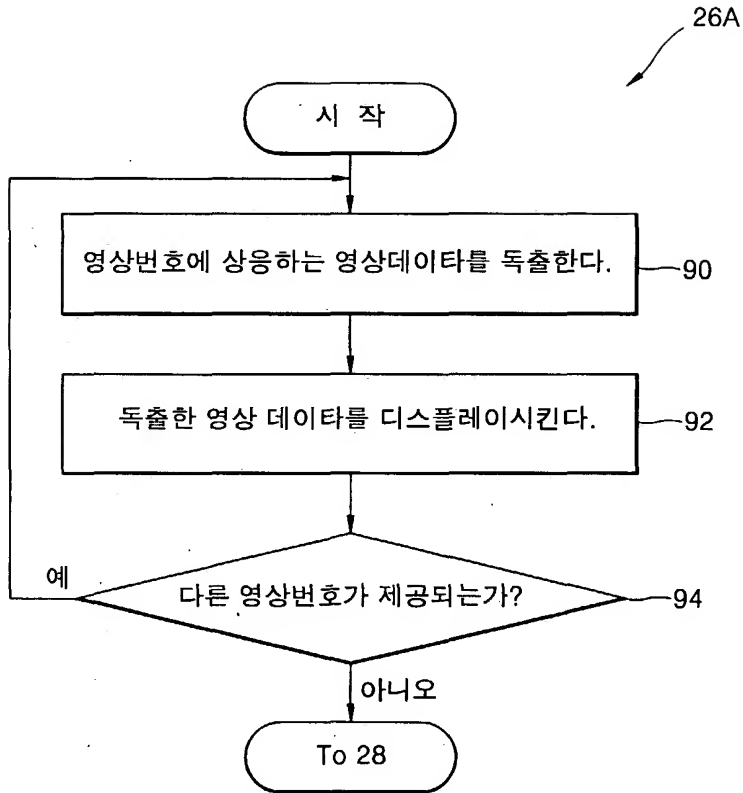 26A
시 작
영상번호에 상응하는 영상데이타를 독출한다.
90
독출한 영상 데이타를 디스플레이시킨다.
92
예
다른 영상번호가 제공되는가?
94
아니오
To 28